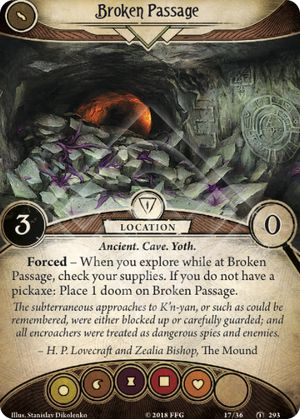 Broken Passage
3
1
LOCATION
0
Ancient. Cave. Yoth.
Forced – When you explore while at Broken
Passage, check your supplies. If you do not have a
pickaxe: Place 1 doom on Broken Passage.
The subterranean approaches to K'n-yan, or such as could be
remembered, were either blocked up or carefully guarded; and
all encroachers were treated as dangerous spies and enemies.
– H. P. Lovecraft and Zealia Bishop, The Mound
Illus. Stanislav Dikolenko
© 2018 FFG
17/36
293